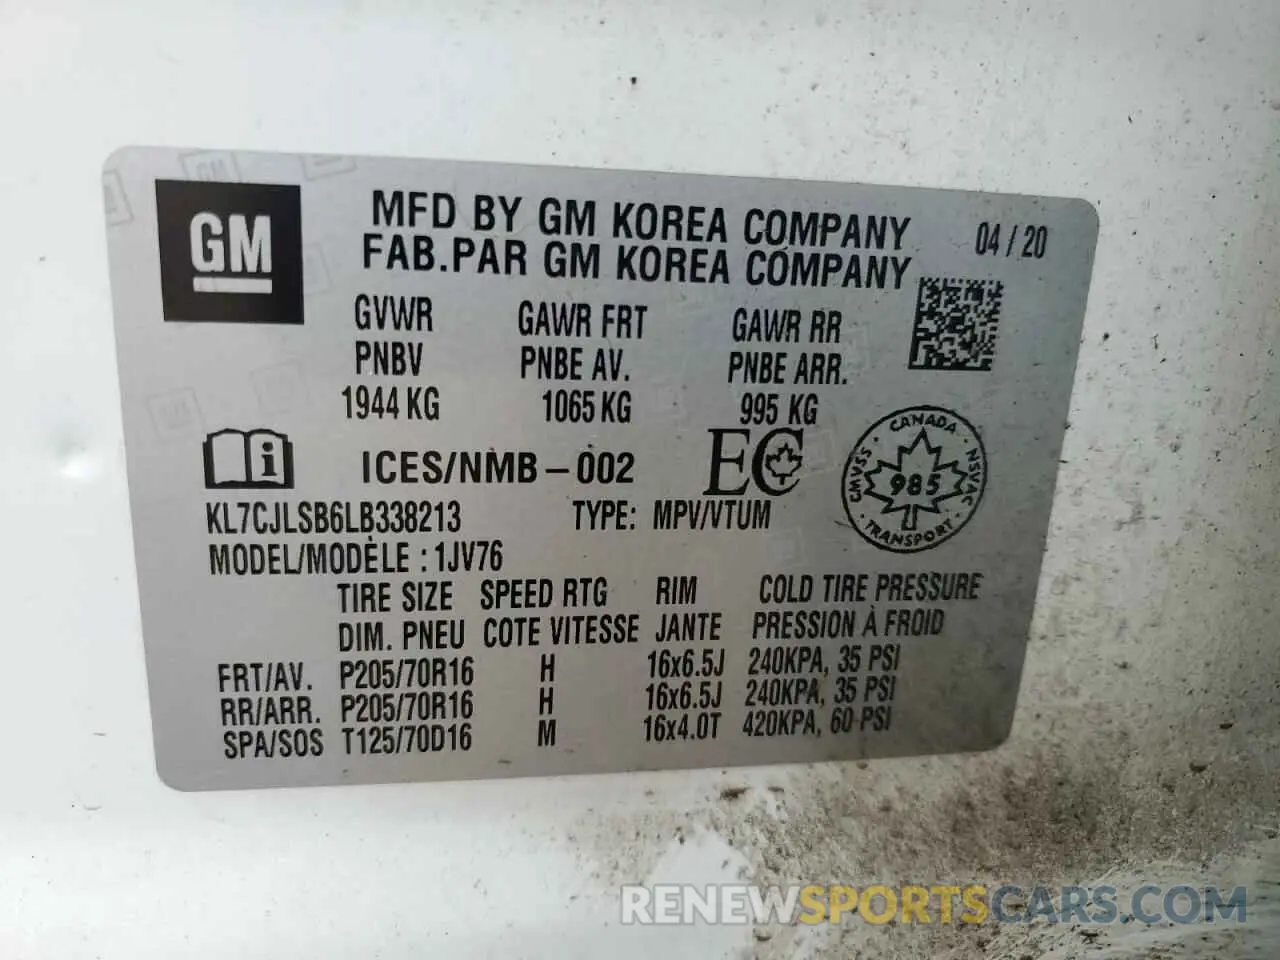 GM
MFD BY GM KOREA COMPANY 04 / 20
FAB.PAR GM KOREA COMPANY
GVWR GAWR FRT GAWR RR
PNBV PNBE AV. PNBE ARR.
1944 KG 1065 KG 995 KG
i ICES/NMB-002 EC
CANADA
CMVSS 985 NSVAC
TRANSPORT
KL7CJLSB6LB338213 TYPE: MPV/VTUM
MODEL/MODÈLE : 1JV76
TIRE SIZE SPEED RTG RIM COLD TIRE PRESSURE
DIM. PNEU COTE VITESSE JANTE PRESSION À FROID
FRT/AV. P205/70R16 H 16x6.5J 240KPA, 35 PSI
RR/ARR. P205/70R16 H 16x6.5J 240KPA, 35 PSI
SPA/SOS T125/70D16 M 16x4.0T 420KPA, 60 PSI
RENEWSPORTSCARS.COM